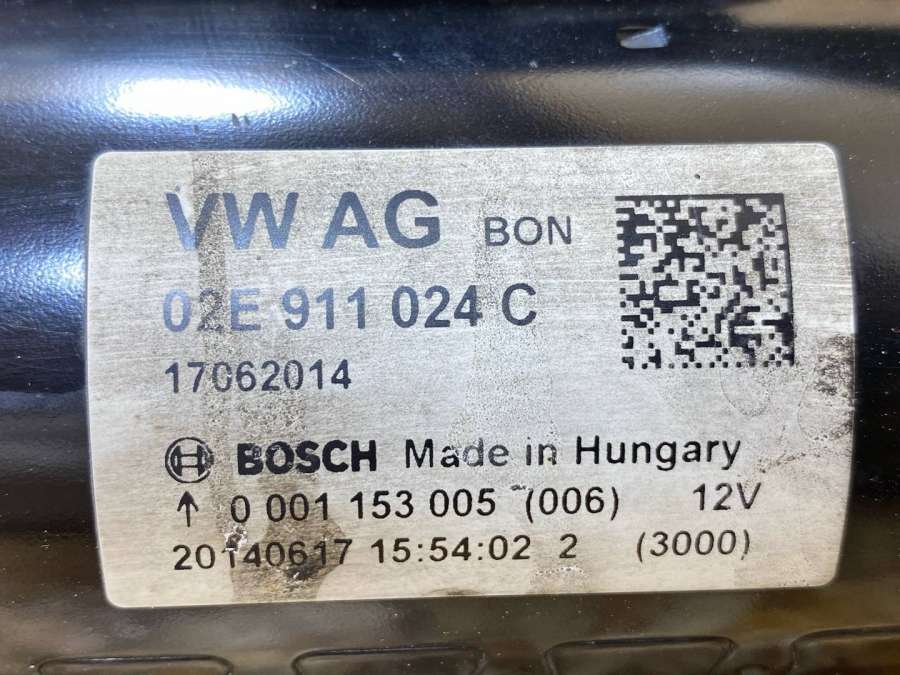 VW AG BON
02E 911 024 C
17062014
BOSCH Made in Hungary
↑ 0 001 153 005 (006) 12V
20140617 15:54:02 2 (3000)